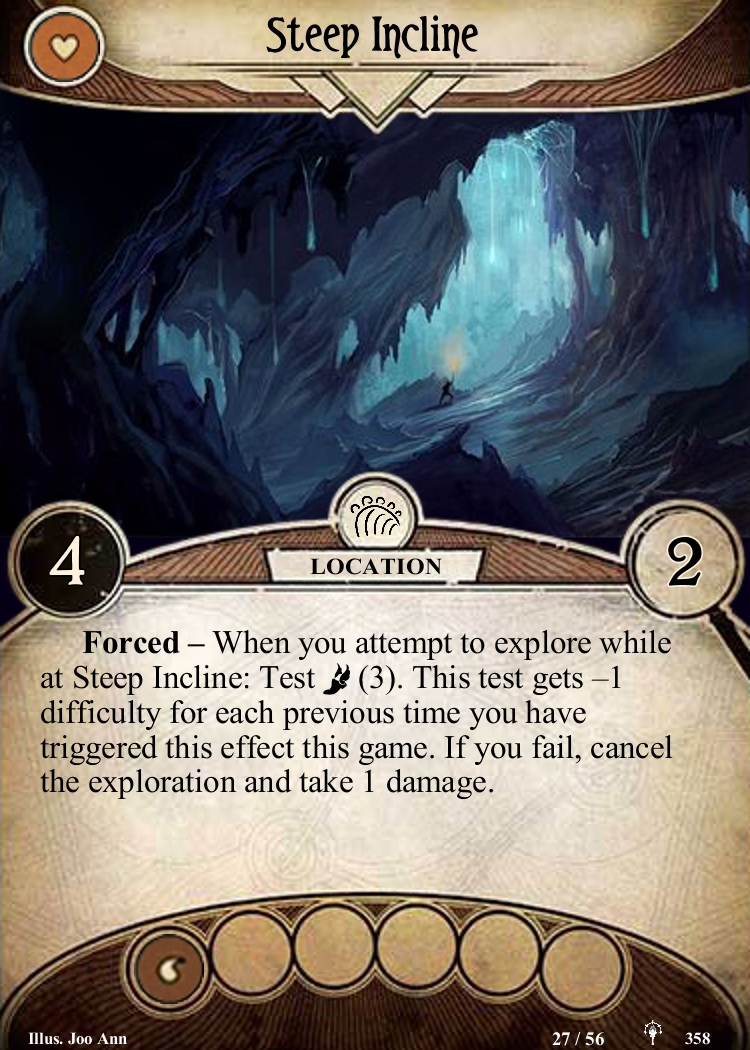 Steep Incline
4
LOCATION
2
Forced – When you attempt to explore while
at Steep Incline: Test (3). This test gets –1
difficulty for each previous time you have
triggered this effect this game. If you fail, cancel
the exploration and take 1 damage.
Illus. Joo Ann
27 / 56
358